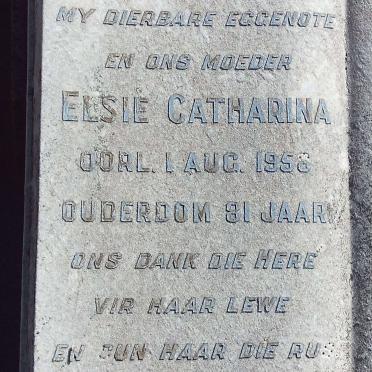 MY DIERBARE EGGENOTE
EN ONS MOEDER
ELSIE CATHARINA
OORL. 1 AUG. 1958
OUDERDOM 81 JAAR
ONS DANK DIE HERE
VIR HAAR LEWE
EN GUN HAAR DIE